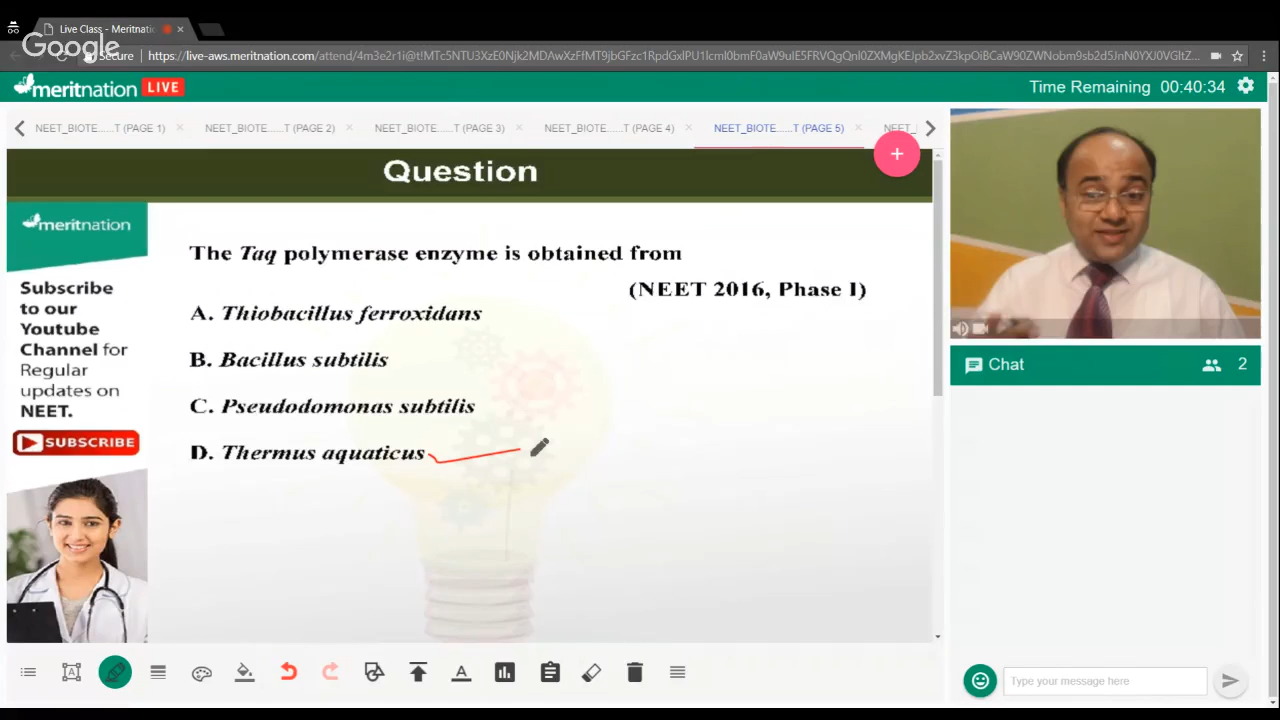 Live Class - Meritnatio
Google
Secure
https://live-aws.meritnation.com/attend/
meritnation LIVE
Time Remaining 00:40:34
NEET_BIOTE......T (PAGE 1)
NEET_BIOTE......T (PAGE 2)
NEET_BIOTE......T (PAGE 3)
NEET_BIOTE......T (PAGE 4)
NEET_BIOTE......T (PAGE 5)
NEET_
Question
meritnation
Subscribe
to our
Youtube
Channel for
Regular
updates on
NEET.
SUBSCRIBE
The Taq polymerase enzyme is obtained from
(NEET 2016, Phase I)
A. Thiobacillus ferroxidans
B. Bacillus subtilis
C. Pseudodomonas subtilis
D. Thermus aquaticus
Chat
2
Type your message here